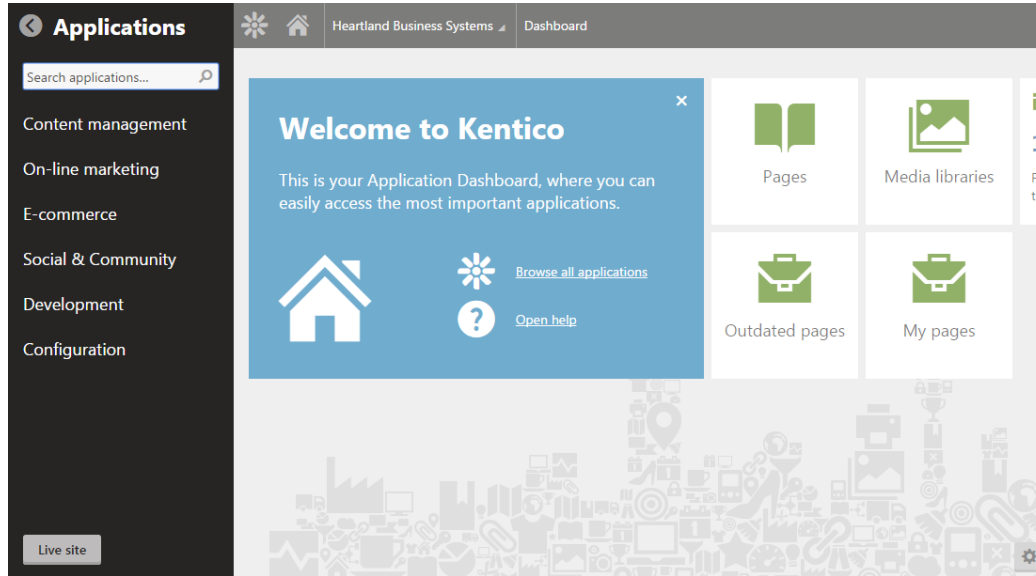 Applications
Search applications...
Content management
On-line marketing
E-commerce
Social & Community
Development
Configuration
Live site
Heartland Business Systems
Dashboard
Welcome to Kentico
This is your Application Dashboard, where you can
easily access the most important applications.
Browse all applications
Open help
Pages
Media libraries
Outdated pages
My pages